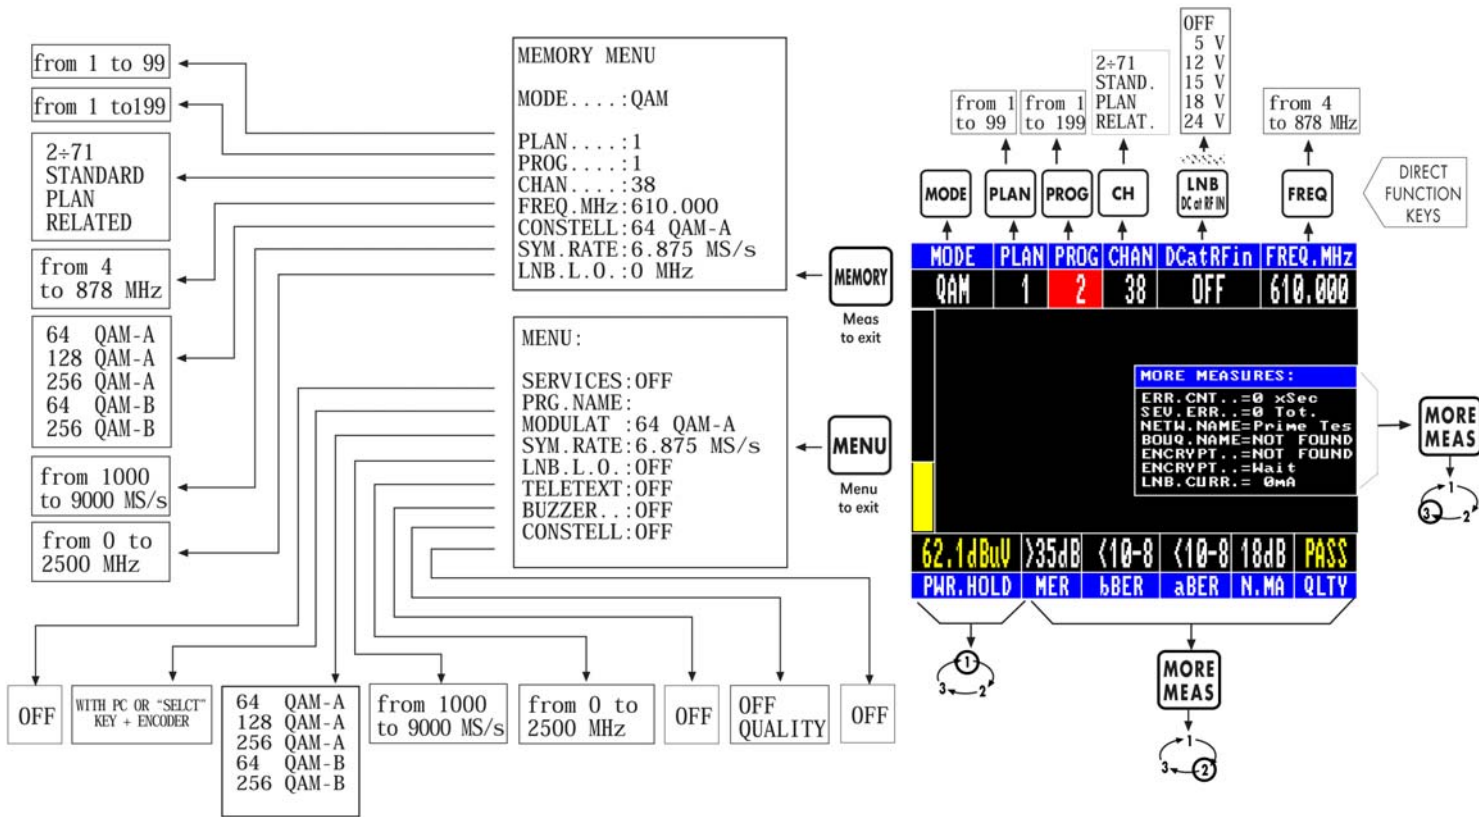 from 1 to 99
from 1 to199
2÷71
STANDARD
PLAN
RELATED
from 4
to 878 MHz
64 QAM-A
128 QAM-A
256 QAM-A
64 QAM-B
256 QAM-B
from 1000
to 9000 MS/s
from 0 to
2500 MHz
MEMORY MENU
MODE....:QAM
PLAN....:1
PROG....:1
CHAN....:38
FREQ.MHz:610.000
CONSTELL:64 QAM-A
SYM.RATE:6.875 MS/s
LNB.L.O.:0 MHz
MEMORY
Meas
to exit
MENU:
SERVICES:OFF
PRG.NAME:
MODULAT :64 QAM-A
SYM.RATE:6.875 MS/s
LNB.L.O.:OFF
TELETEXT:OFF
BUZZER..:OFF
CONSTELL:OFF
MENU
Menu
to exit
OFF
WITH PC OR “SELCT”
KEY + ENCODER
64 QAM-A
128 QAM-A
256 QAM-A
64 QAM-B
256 QAM-B
from 1000
to 9000 MS/s
from 0 to
2500 MHz
OFF
OFF
QUALITY
OFF
from 1
to 99
from 1
to 199
2÷71
STAND.
PLAN
RELAT.
OFF
5 V
12 V
15 V
18 V
24 V
from 4
to 878 MHz
MODE
PLAN
PROG
CH
LNB
DC at RF IN
FREQ
DIRECT
FUNCTION
KEYS
MODE PLAN PROG CHAN DCatRFin FREQ.MHz
QAM 1 2 38 OFF 610.000
MORE MEASURES:
ERR.CNT..=0 xSec
SEV.ERR..=0 Tot.
NETW.NAME=Prime Tes
BOUQ.NAME=NOT FOUND
ENCRYPT..=NOT FOUND
ENCRYPT..=Wait
LNB.CURR.= 0mA
MORE
MEAS
1
3 2
62.1dBuV >35dB <10-8 <10-8 18dB PASS
PWR.HOLD MER bBER aBER N.MA QLTY
1
3 2
MORE
MEAS
1
3 2